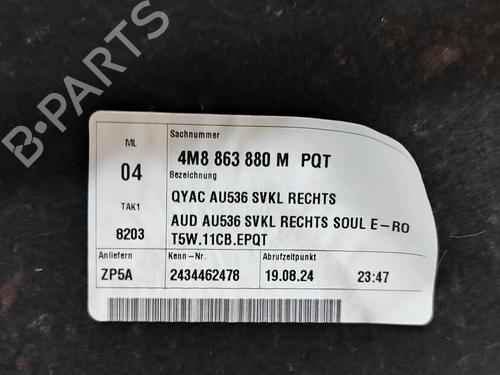 B-PARTS
ML
Sachnummer
04
4M8 863 880 M PQT
Bezeichnung
TAK1
QYAC AU536 SVKL RECHTS
8203
AUD AU536 SVKL RECHTS SOUL E-RO
T5W.11CB.EPQT
Anliefern
Kenn-Nr.
Abrufzeitpunkt
ZP5A
2434462478
19.08.24
23:47